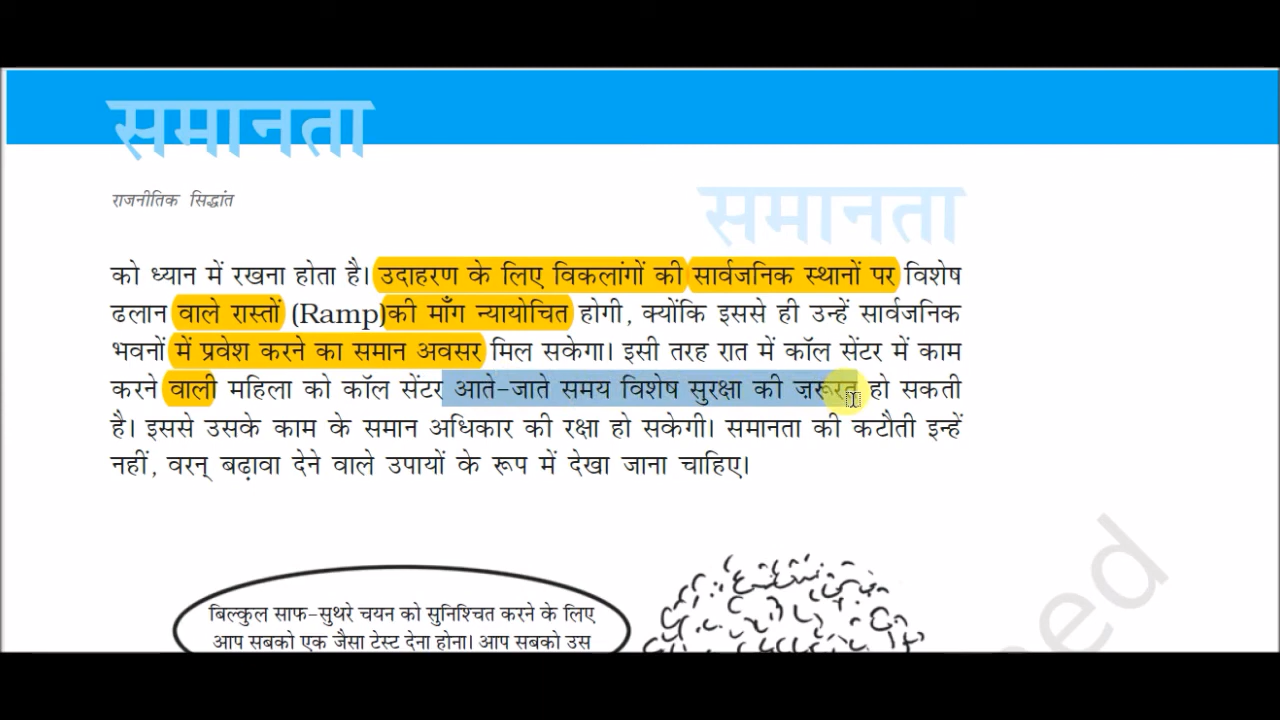 समानता
राजनीतिक सिद्धांत
समानता
को ध्यान में रखना होता है। उदाहरण के लिए विकलांगों की सार्वजनिक स्थानों पर विशेष
ढलान वाले रास्तों (Ramp)की माँग न्यायोचित होगी, क्योंकि इससे ही उन्हें सार्वजनिक
भवनों में प्रवेश करने का समान अवसर मिल सकेगा। इसी तरह रात में कॉल सेंटर में काम
करने वाली महिला को कॉल सेंटर आते-जाते समय विशेष सुरक्षा की ज़रूरत हो सकती
है। इससे उसके काम के समान अधिकार की रक्षा हो सकेगी। समानता की कटौती इन्हें
नहीं, वरन् बढ़ावा देने वाले उपायों के रूप में देखा जाना चाहिए।
बिल्कुल साफ-सुथरे चयन को सुनिश्चित करने के लिए
आप सबको एक जैसा टेस्ट देना होगा। आप सबको उस